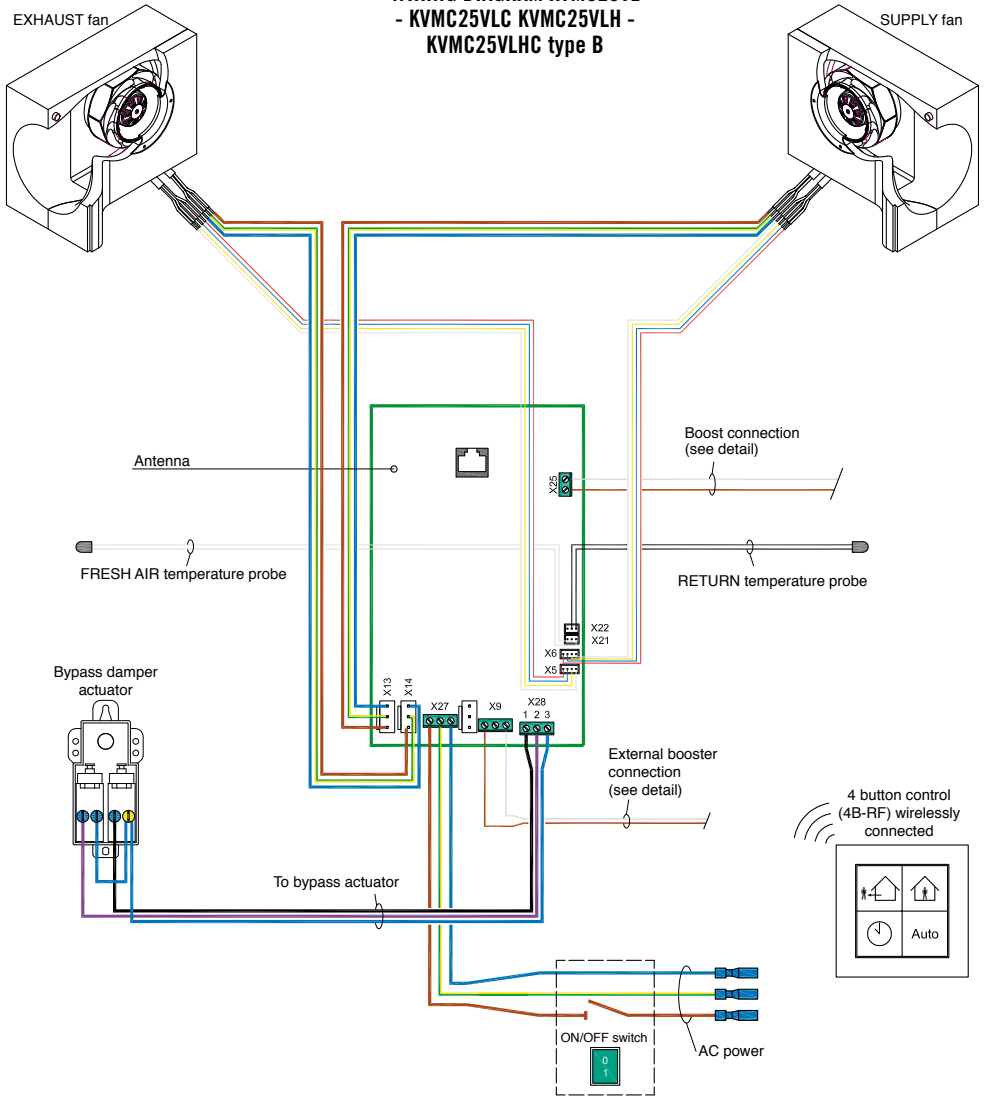 - KVMC25VLC KVMC25VLH -
KVMC25VLHC type B
EXHAUST fan
SUPPLY fan
Antenna
Boost connection
(see detail)
X25
FRESH AIR temperature probe
RETURN temperature probe
X22
X21
X6
X5
Bypass damper
actuator
X13
X14
X27
X9
X28
1 2 3
External booster
connection
(see detail)
4 button control
(4B-RF) wirelessly
connected
Auto
To bypass actuator
ON/OFF switch
0
1
AC power